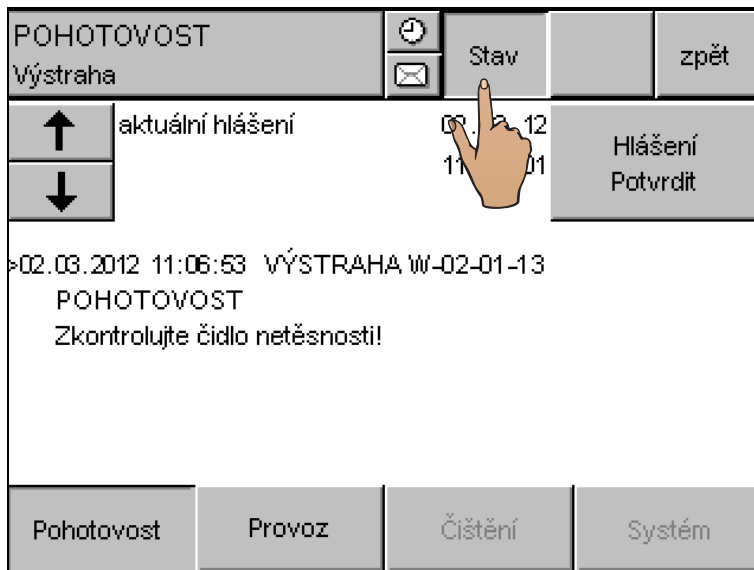 POHOTOVOST
Výstraha
Stav
zpět
aktuální hlášení
12
Hlášení
Potvrdit
>02.03.2012 11:06:53 VÝSTRAHA W-02-01-13
POHOTOVOST
Zkontrolujte čidlo netěsnosti!
Pohotovost
Provoz
Čištění
Systém